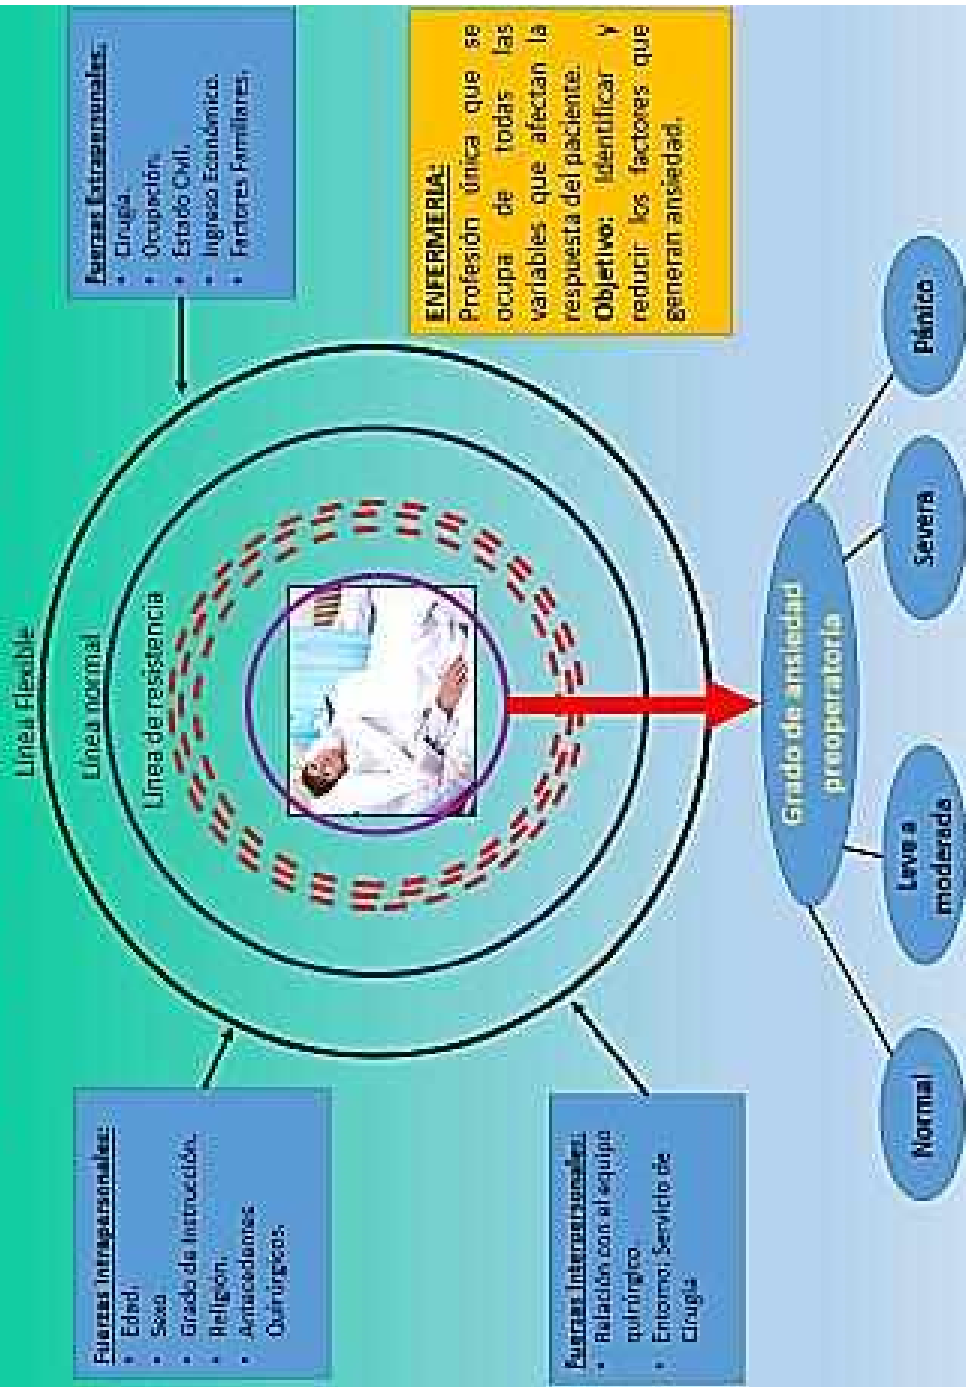 Línea Flexible
Línea normal
Línea de resistencia
Fuerzas Intrapersonales:
• Edad.
• Sexo
• Grado de Instrucción.
• Religión.
• Antecedentes
Quirúrgicos.
Fuerzas Extrapersonales.
• Cirugía.
• Ocupación.
• Estado Civil.
• Ingreso Económico.
• Factores Familiares.
Fuerzas Interpersonales:
• Relación con el equipo
quirúrgico.
• Entorno: Servicio de
Cirugía
ENFERMERIA:
Profesión única que se
ocupa de todas las
variables que afectan la
respuesta del paciente.
Objetivo: Identificar y
reducir los factores que
generan ansiedad.
Grado de ansiedad
preoperatoria
Normal
Leve a
moderada
Severa
Pánico